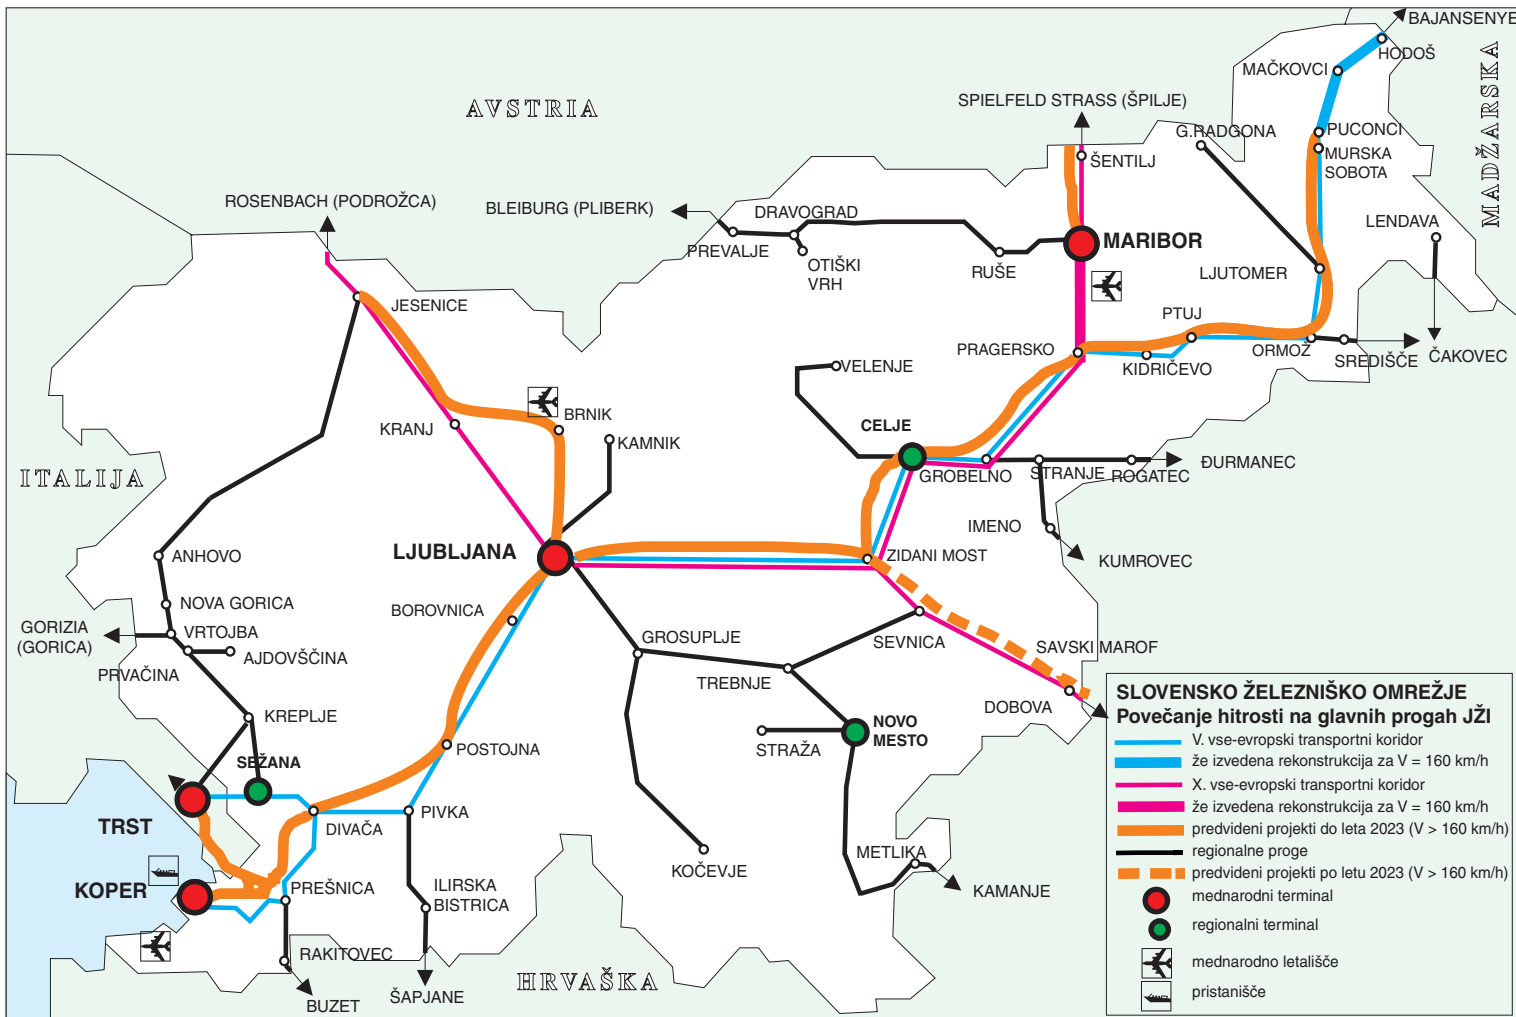 BAJANSENYE
HODOŠ
MAČKOVCI
MADŽARSKA
AVSTRIA
SPIELFELD STRASS (ŠPILJE)
G.RADGONA
PUCONCI
MURSKA
SOBOTA
ŠENTILJ
ROSENBACH (PODROŽCA)
BLEIBURG (PLIBERK)
DRAVOGRAD
LENDAVA
PREVALJE
OTIŠKI
VRH
RUŠE
MARIBOR
LJUTOMER
JESENICE
PTUJ
PRAGERSKO
KIDRIČEVO
ORMOŽ
SREDIŠČE
ČAKOVEC
VELENJE
BRNIK
KRANJ
KAMNIK
CELJE
GROBELNO
STRANJE
ROGATEC
ĐURMANEC
ITALIJA
IMENO
KUMROVEC
ANHOVO
LJUBLJANA
ZIDANI MOST
NOVA GORICA
BOROVNICA
VRTOJBA
GORIZIA
(GORICA)
AJDOVŠČINA
PRVAČINA
GROSUPLJE
SEVNICA
SAVSKI MAROF
TREBNJE
DOBOVA
KREPLJE
POSTOJNA
STRAŽA
NOVO
MESTO
SEŽANA
TRST
DIVAČA
PIVKA
KOPER
PREŠNICA
ILIRSKA
BISTRICA
KOČEVJE
METLIKA
KAMANJE
RAKITOVEC
BUZET
ŠAPJANE
HRVAŠKA
SLOVENSKO ŽELEZNIŠKO OMREŽJE
Povečanje hitrosti na glavnih progah JŽI
V. vse-evropski transportni koridor
že izvedena rekonstrukcija za V = 160 km/h
X. vse-evropski transportni koridor
že izvedena rekonstrukcija za V = 160 km/h
predvideni projekti do leta 2023 (V > 160 km/h)
regionalne proge
predvideni projekti po letu 2023 (V > 160 km/h)
mednarodni terminal
regionalni terminal
mednarodno letališče
pristanišče